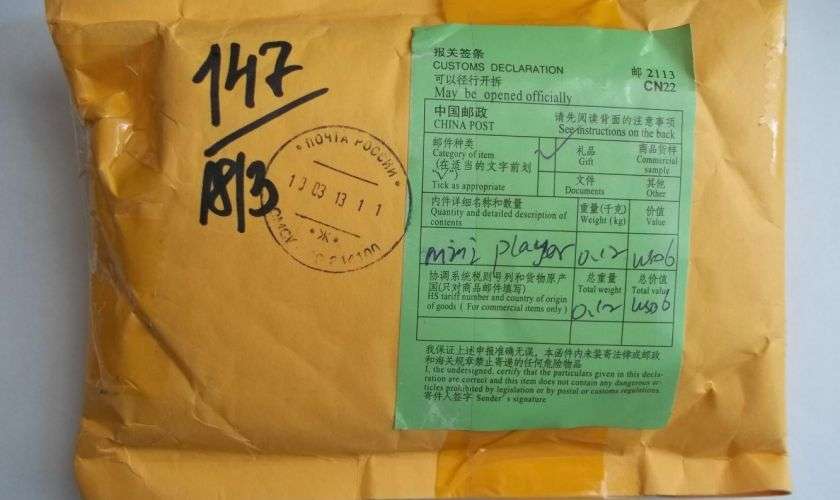 147
18/3
ПОЧТА РОССИИ
19 03 13 1 1
Ж
报关签条
CUSTOMS DECLARATION
可以径行开拆
May be opened officially
邮 2113
CN22
中国邮政
CHINA POST
请先阅读背面的注意事项
See instructions on the back
邮件种类
Category of item
(在适当的文字前划
✓)
Tick as appropriate
✓
礼品
Gift
商品货样
Commercial
sample
文件
Documents
其他
Other
内件详细名称和数量
Quantity and detailed description of
contents
重量(千克)
Weight (kg)
价值
Value
mini player
0.12
USD6
协调系统税则号列和货物原产
国(只对商品邮件填写)
HS tariff number and country of origin
of goods ( For commercial items only )
总重量
Total weight
0.12
总价值
Total value
USD6
我保证上述申报准确无误，本函件内未装寄法律或邮政
和海关规章禁止寄递的任何危险物品
I, the undersigned, certify that the particulars given in this decla-
ration are correct and this item does not contain any dangerous ar-
ticles prohibited by legislation or by postal or customs regulations.
寄件人签字 Sender's signature